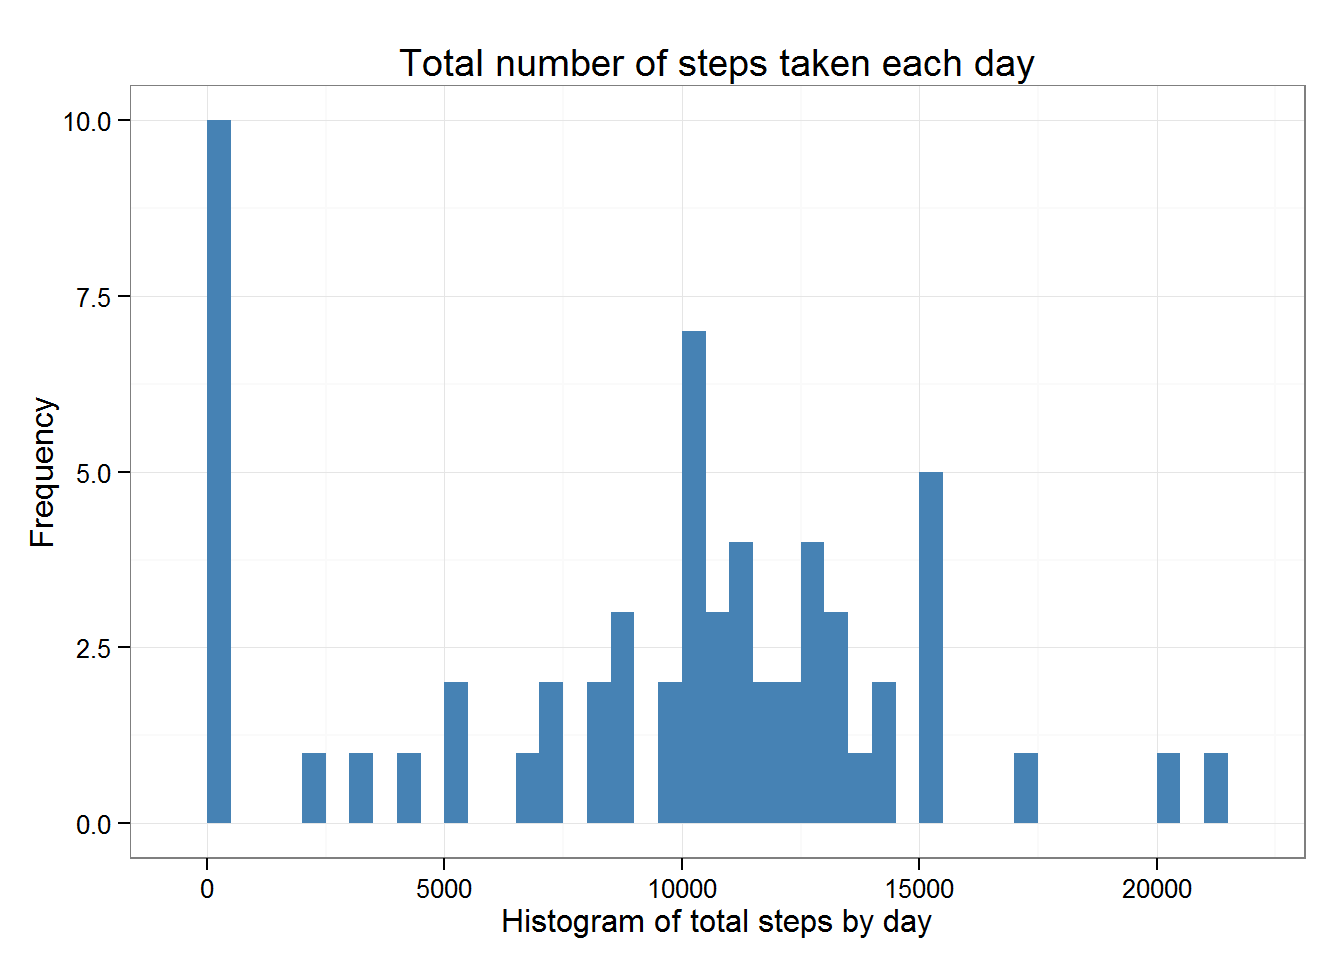 Total number of steps taken each day
10.0
7.5
5.0
2.5
0.0
Frequency
0 5000 10000 15000 20000
Histogram of total steps by day